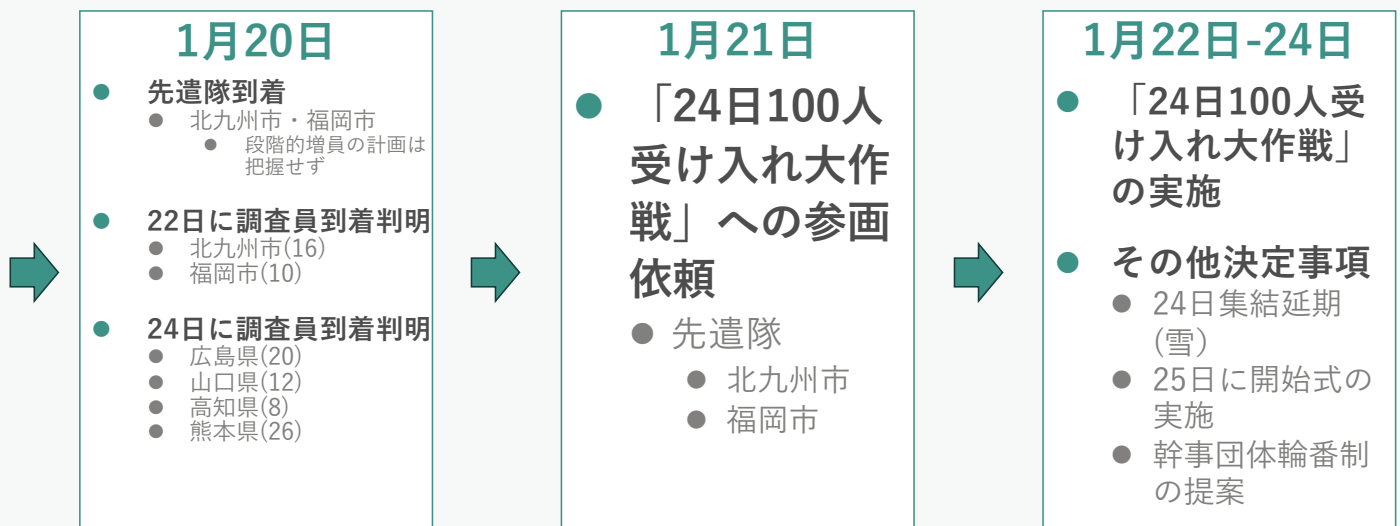 1月20日
先遣隊到着
北九州市・福岡市
段階的増員の計画は
把握せず
22日に調査員到着判明
北九州市(16)
福岡市(10)
24日に調査員到着判明
広島県(20)
山口県(12)
高知県(8)
熊本県(26)
1月21日
「24日100人
受け入れ大作
戦」への参画
依頼
先遣隊
北九州市
福岡市
1月22日-24日
「24日100人受
け入れ大作戦」
の実施
その他決定事項
24日集結延期
(雪)
25日に開始式の
実施
幹事団体輪番制
の提案